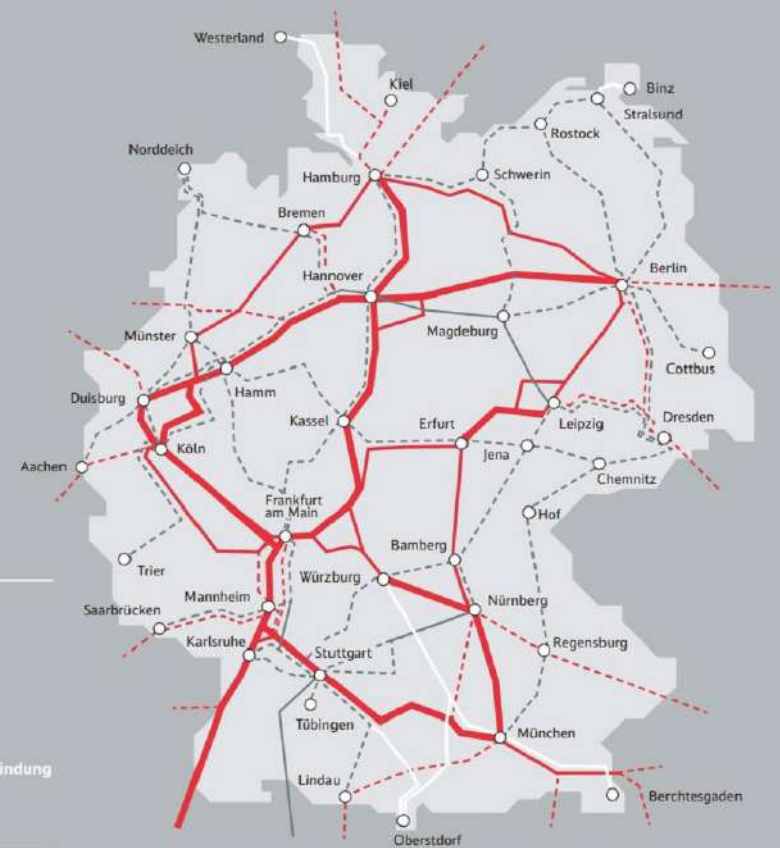 Westerland
Kiel
Binz
Stralsund
Rostock
Norddeich
Hamburg
Schwerin
Bremen
Hannover
Berlin
Magdeburg
Münster
Cottbus
Duisburg
Hamm
Kassel
Erfurt
Leipzig
Dresden
Köln
Jena
Aachen
Chemnitz
Frankfurt
am Main
Hof
Bamberg
Trier
Würzburg
Mannheim
Nürnberg
Saarbrücken
Karlsruhe
Stuttgart
Regensburg
Tübingen
München
indung
Lindau
Berchtesgaden
Oberstdorf